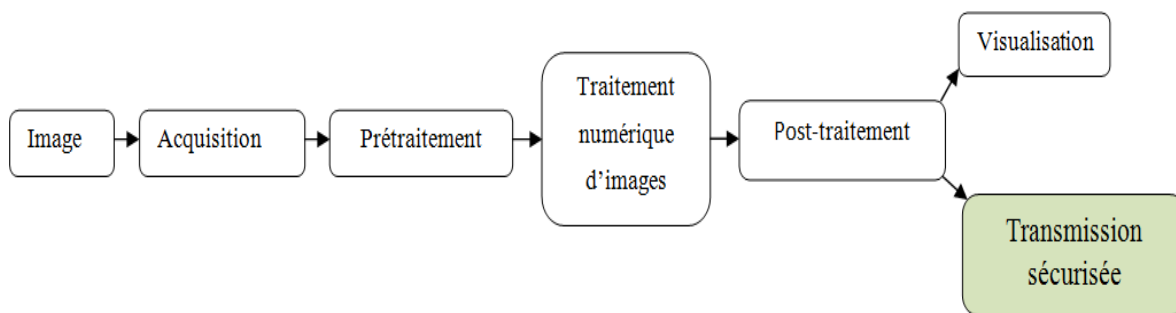 Image
Acquisition
Prétraitement
Traitement
numérique
d'images
Post-traitement
Visualisation
Transmission
sécurisée